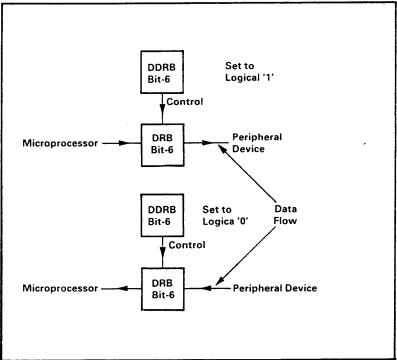 DDRB
Bit-6
Set to
Logical '1'
Control
Microprocessor
DRB
Bit-6
Peripheral
Device
DDRB
Bit-6
Set to
Logica '0'
Data
Flow
Control
Microprocessor
DRB
Bit-6
Peripheral Device